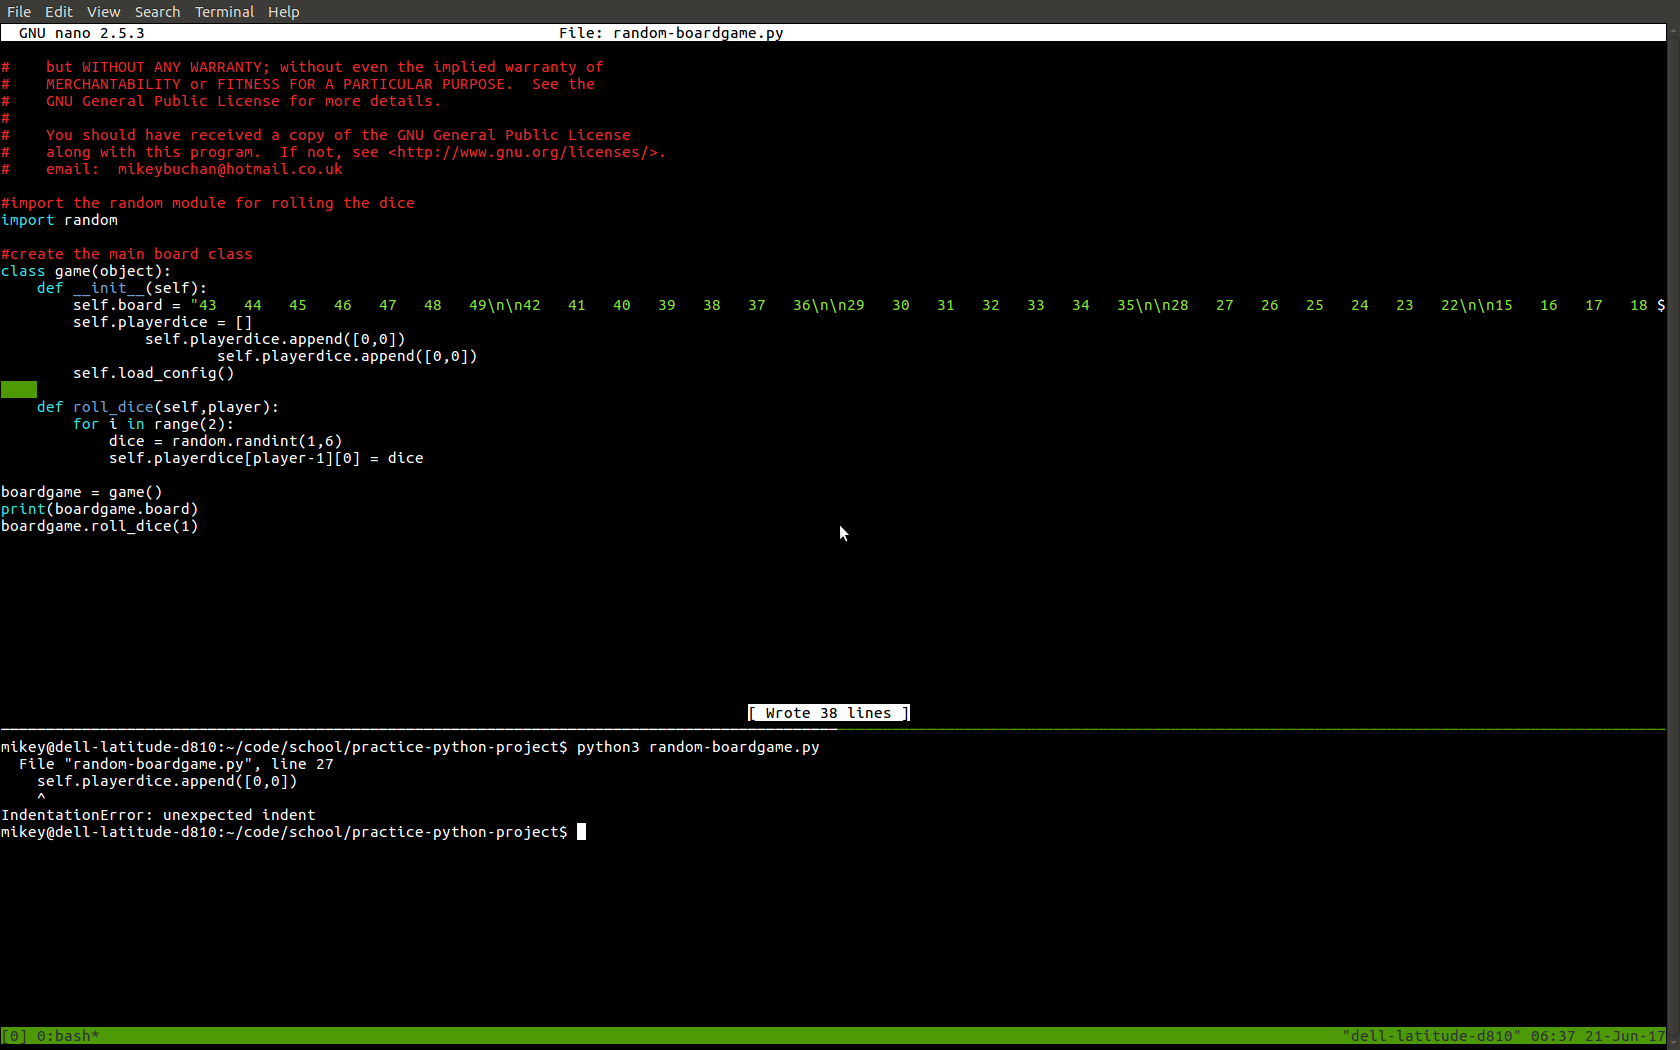 File Edit View Search Terminal Help
GNU nano 2.5.3 File: random-boardgame.py
#    but WITHOUT ANY WARRANTY; without even the implied warranty of
#    MERCHANTABILITY or FITNESS FOR A PARTICULAR PURPOSE.  See the
#    GNU General Public License for more details.
#
#    You should have received a copy of the GNU General Public License
#    along with this program.  If not, see <http://www.gnu.org/licenses/>.
#    email:  mikeybuchan@hotmail.co.uk
#import the random module for rolling the dice
import random
#create the main board class
class game(object):
    def __init__(self):
        self.board = "43   44   45   46   47   48   49\n\n42   41   40   39   38   37   36\n\n29   30   31   32   33   34   35\n\n28   27   26   25   24   23   22\n\n15   16   17   18 $
        self.playerdice = []
                self.playerdice.append([0,0])
                        self.playerdice.append([0,0])
        self.load_config()
    def roll_dice(self,player):
        for i in range(2):
            dice = random.randint(1,6)
            self.playerdice[player-1][0] = dice
boardgame = game()
print(boardgame.board)
boardgame.roll_dice(1)
[ Wrote 38 lines ]
mikey@dell-latitude-d810:~/code/school/practice-python-project$ python3 random-boardgame.py
  File "random-boardgame.py", line 27
    self.playerdice.append([0,0])
    ^
IndentationError: unexpected indent
mikey@dell-latitude-d810:~/code/school/practice-python-project$
[0] 0:bash* "dell-latitude-d810" 06:37 21-Jun-17